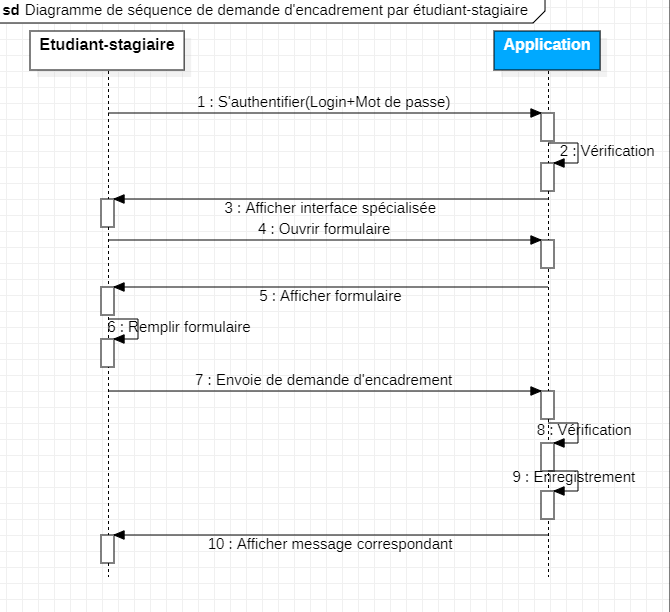 sd Diagramme de séquence de demande d'encadrement par étudiant-stagiaire
Etudiant-stagiaire
Application
1 : S'authentifier(Login+Mot de passe)
2 : Vérification
3 : Afficher interface spécialisée
4 : Ouvrir formulaire
5 : Afficher formulaire
6 : Remplir formulaire
7 : Envoie de demande d'encadrement
8 : Vérification
9 : Enregistrement
10 : Afficher message correspondant